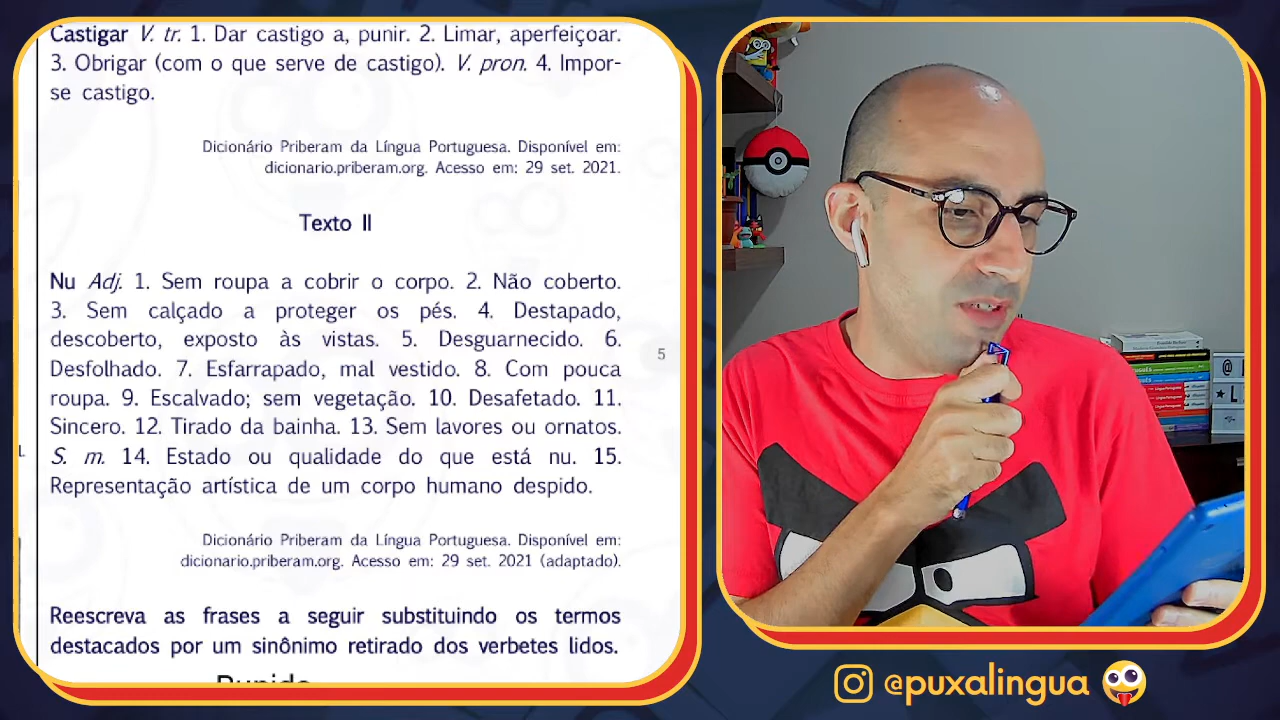 Castigar V. tr. 1. Dar castigo a, punir. 2. Limar, aperfeiçoar.
3. Obrigar (com o que serve de castigo). V. pron. 4. Impor-
se castigo.
Dicionário Priberam da Língua Portuguesa. Disponível em:
dicionario.priberam.org. Acesso em: 29 set. 2021.
Texto II
Nu Adj. 1. Sem roupa a cobrir o corpo. 2. Não coberto.
3. Sem calçado a proteger os pés. 4. Destapado,
descoberto, exposto às vistas. 5. Desguarnecido. 6.
Desfolhado. 7. Esfarrapado, mal vestido. 8. Com pouca
roupa. 9. Escalvado; sem vegetação. 10. Desafetado. 11.
Sincero. 12. Tirado da bainha. 13. Sem lavores ou ornatos.
S. m. 14. Estado ou qualidade do que está nu. 15.
Representação artística de um corpo humano despido.
5
Dicionário Priberam da Língua Portuguesa. Disponível em:
dicionario.priberam.org. Acesso em: 29 set. 2021 (adaptado).
Reescreva as frases a seguir substituindo os termos
destacados por um sinônimo retirado dos verbetes lidos.
@puxalingua